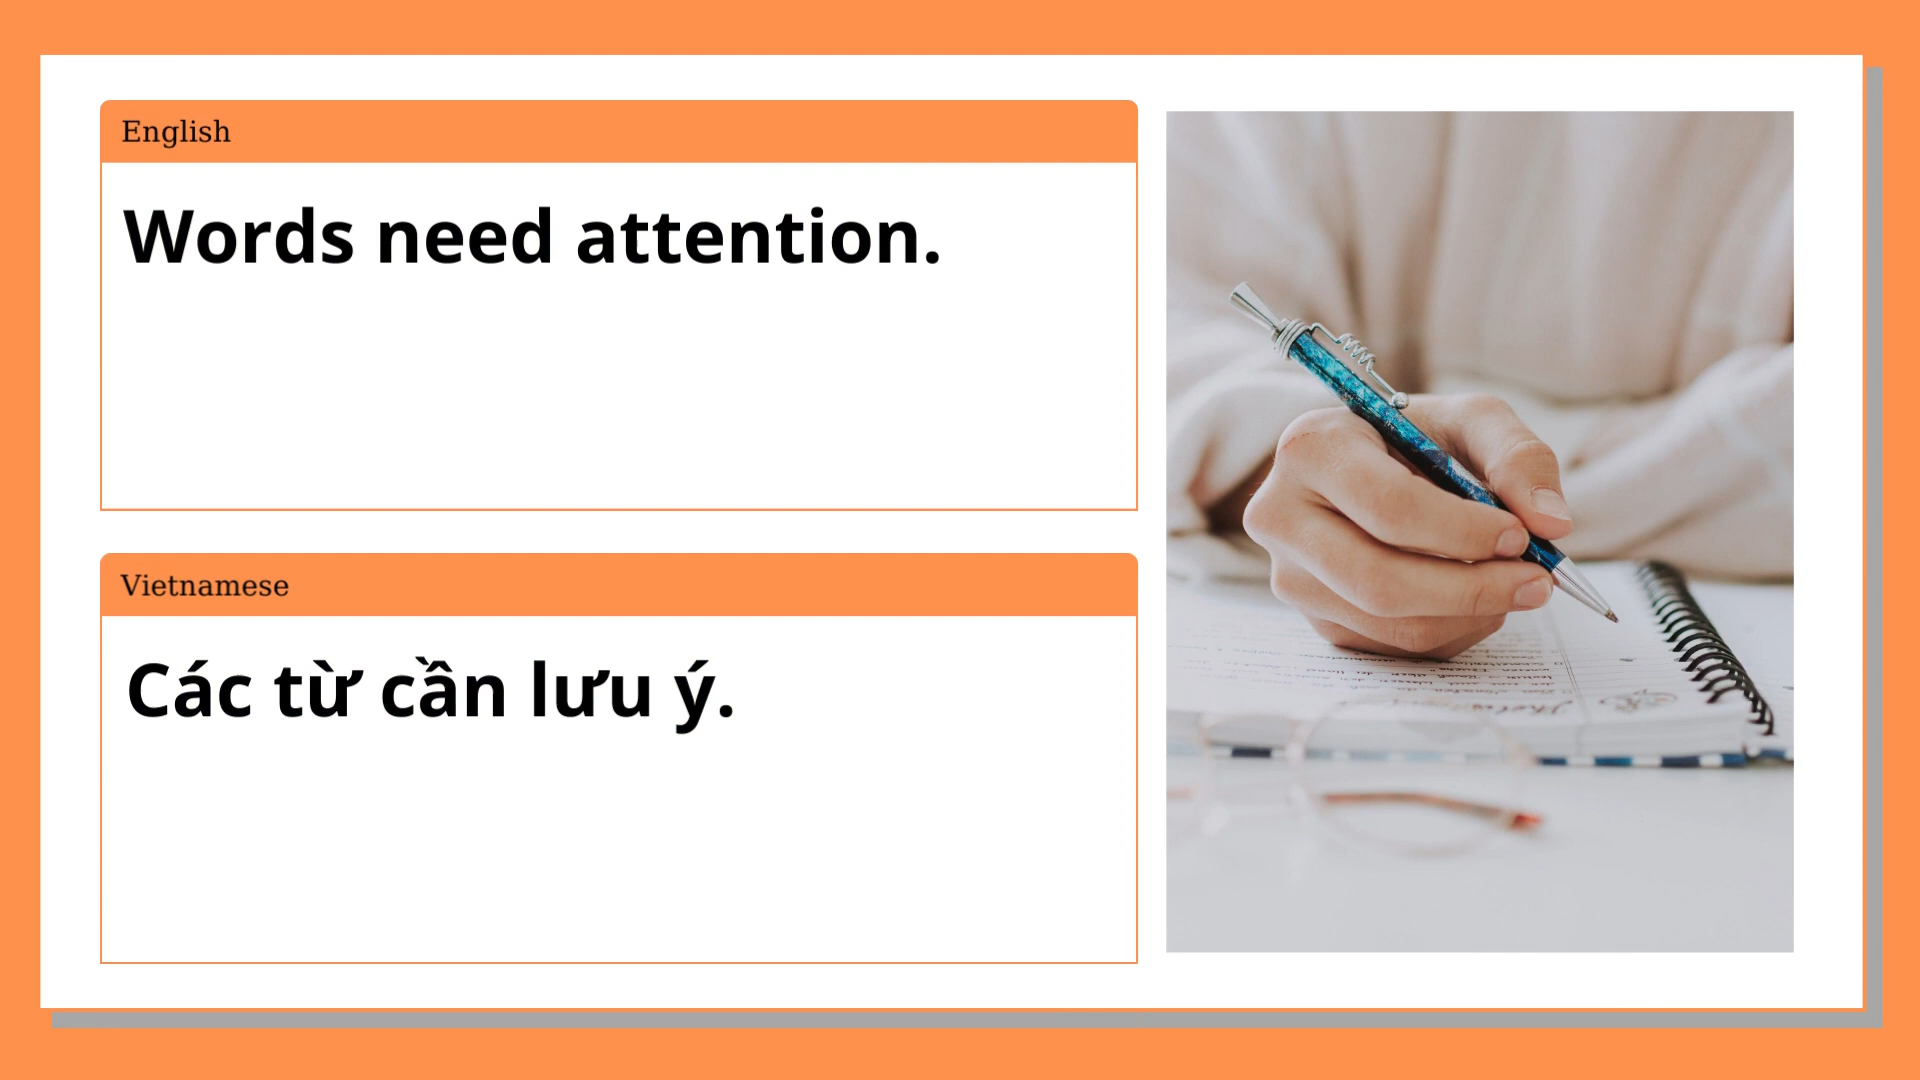 English
Words need attention.
Vietnamese
Các từ cần lưu ý.